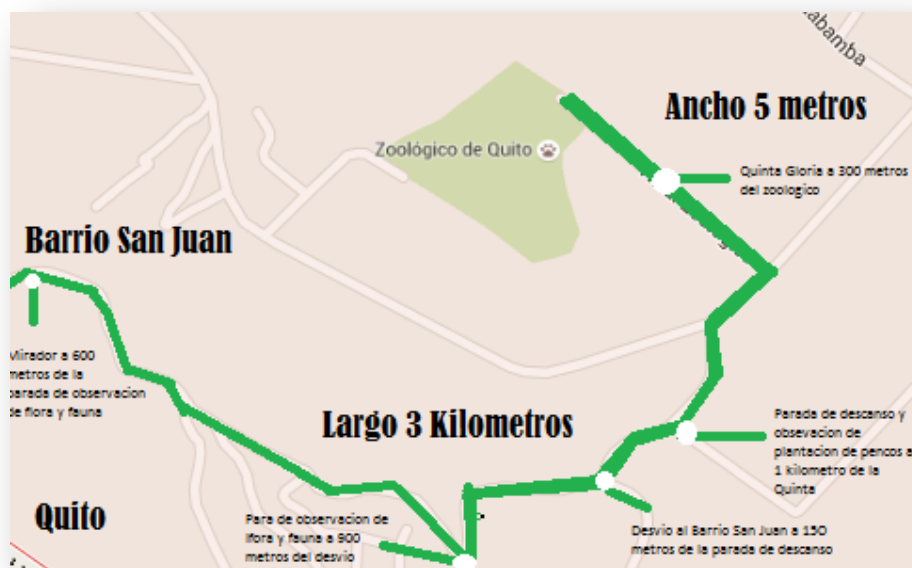 abamba
Ancho 5 metros
Zoológico de Quito
Quinta Gloria a 300 metros
del zoologico
Barrio San Juan
Mirador a 600
metros de la
parada de observacion
de flora y fauna
Largo 3 Kilometros
Parada de descanso y
obsevacion de
plantacion de pencos a
1 kilometro de la
Quinta
Quito
Para de observacion de
lfora y fauna a 900
metros del desvio
Desvio al Barrio San Juan a 150
metros de la parada de descanso